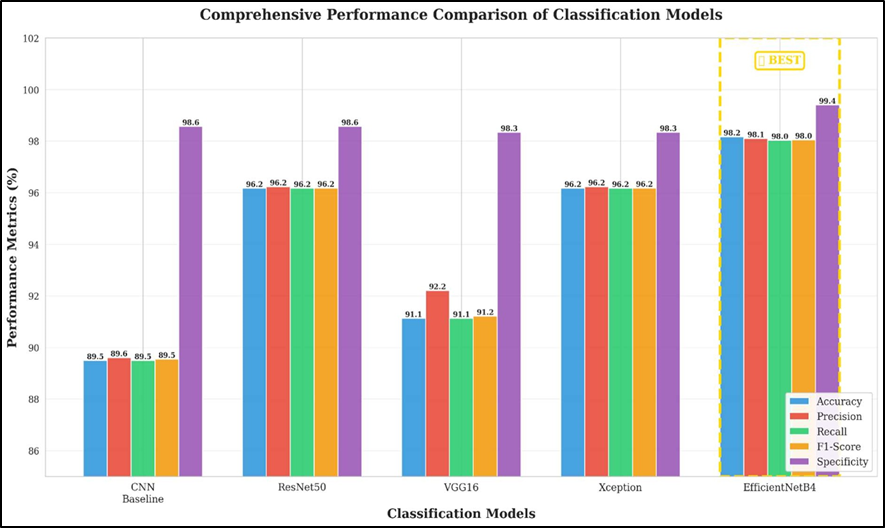 Comprehensive Performance Comparison of Classification Models
Performance Metrics (%)
102
100
98
96
94
92
90
88
86
BEST
89.5 89.6 89.5 89.5 98.6
96.2 96.2 96.2 96.2 98.6
91.1 92.2 91.1 91.2 98.3
96.2 96.2 96.2 96.2 98.3
98.2 98.1 98.0 98.0 99.4
Accuracy
Precision
Recall
F1-Score
Specificity
CNN
Baseline
ResNet50
VGG16
Xception
EfficientNetB4
Classification Models